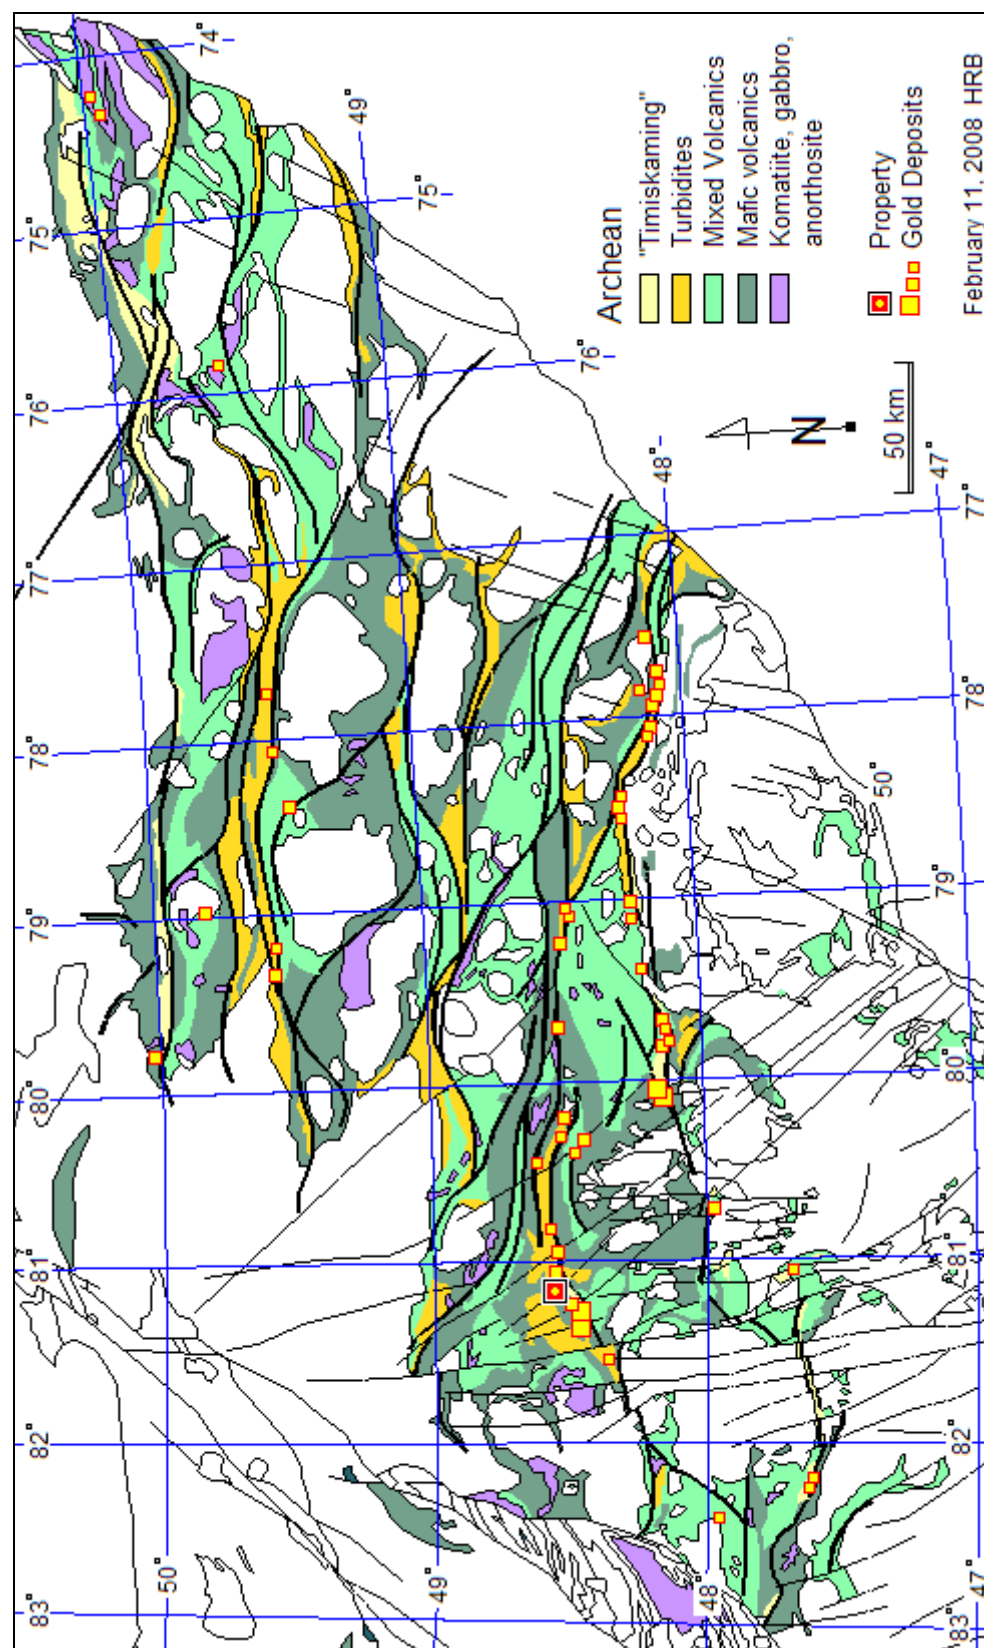 83°
82°
81°
80°
79°
78°
77°
76°
75°
74°
50°
49°
48°
47
49°
75°
76°
48°
47°
77°
78°
50°
79°
80°
81°
82°
83°
Archean
"Timiskaming"
Turbidites
Mixed Volcanics
Mafic volcanics
Komatiite, gabbro,
anorthosite
Property
Gold Deposits
N
50 km
February 11, 2008 HRB